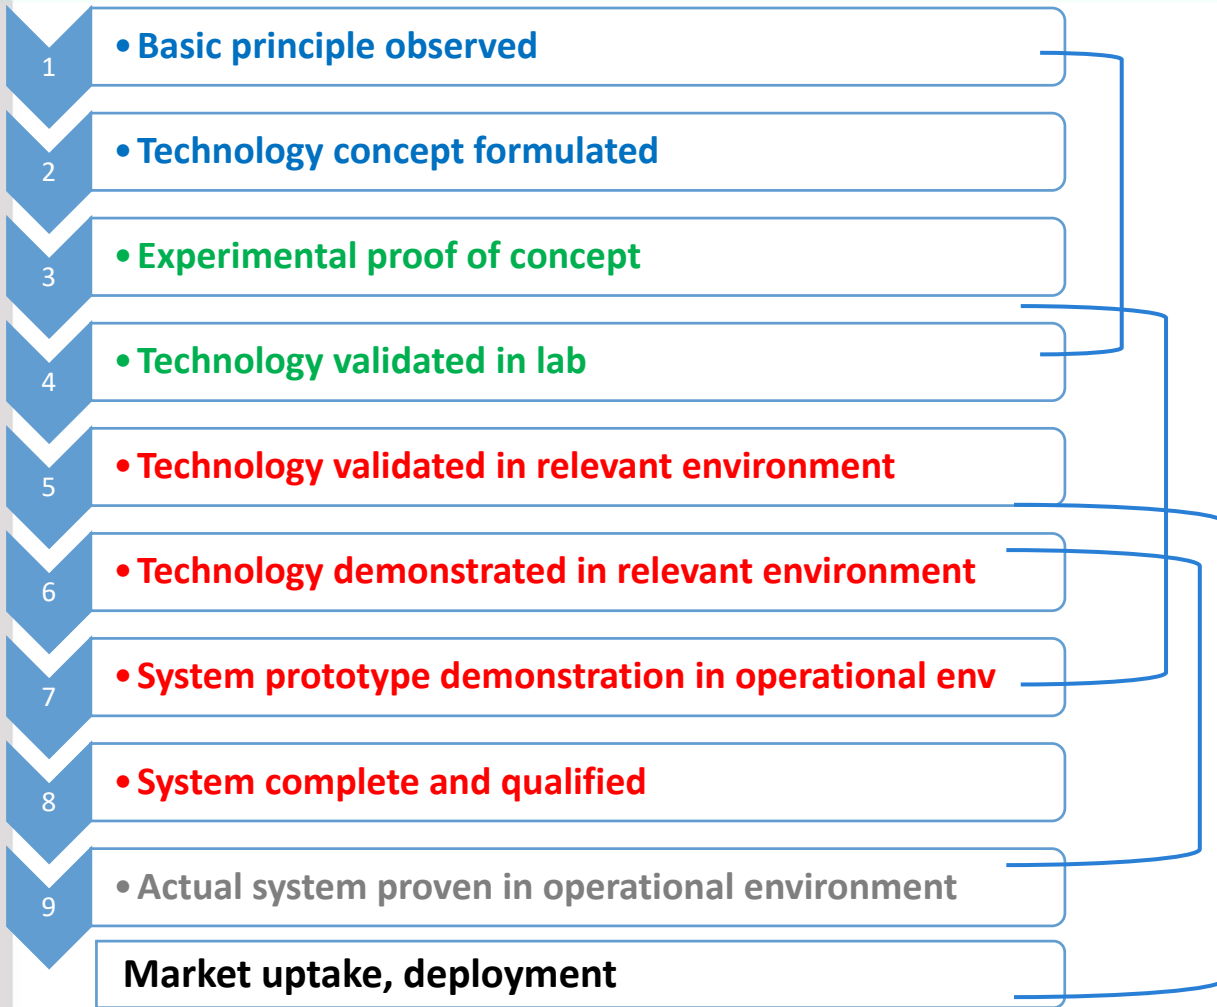 1
• Basic principle observed
2
• Technology concept formulated
3
• Experimental proof of concept
4
• Technology validated in lab
5
• Technology validated in relevant environment
6
• Technology demonstrated in relevant environment
7
• System prototype demonstration in operational env
8
• System complete and qualified
9
• Actual system proven in operational environment
Market uptake, deployment